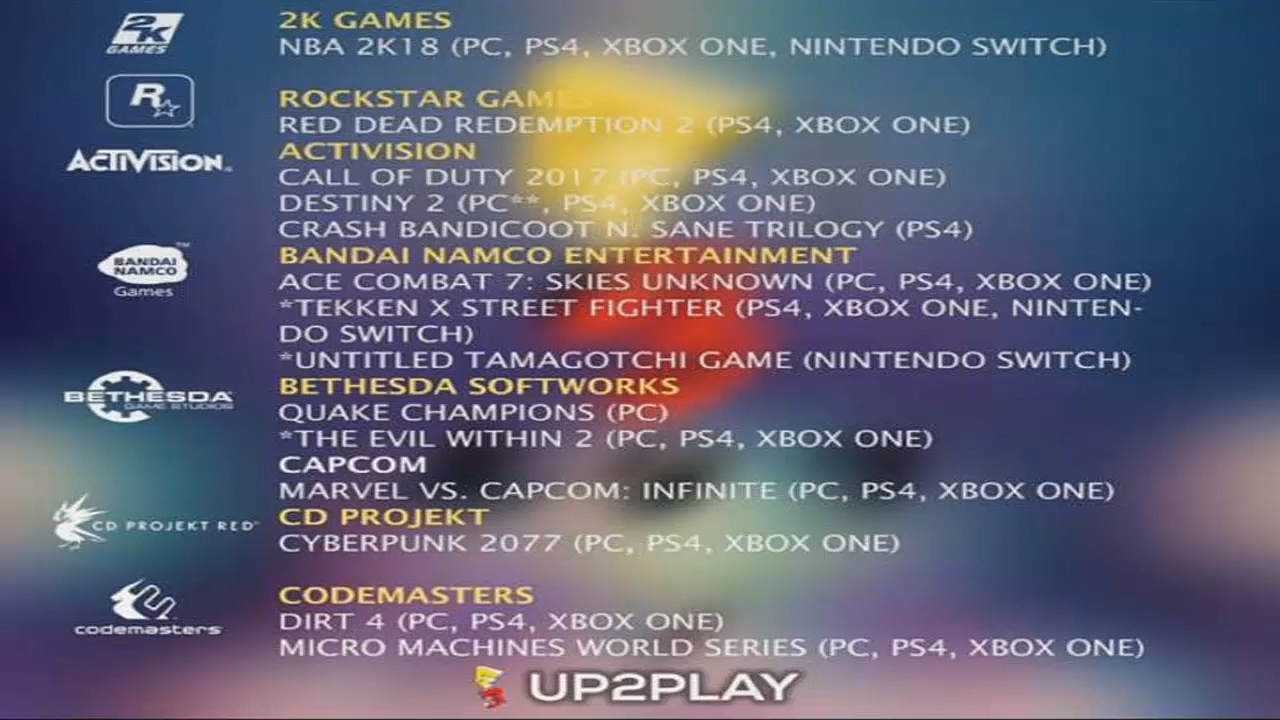 2K GAMES
2K GAMES
NBA 2K18 (PC, PS4, XBOX ONE, NINTENDO SWITCH)
R
ROCKSTAR GAMES
RED DEAD REDEMPTION 2 (PS4, XBOX ONE)
ACTIVISION.
ACTIVISION
CALL OF DUTY 2017 (PC, PS4, XBOX ONE)
DESTINY 2 (PC**, PS4, XBOX ONE)
CRASH BANDICOOT N. SANE TRILOGY (PS4)
BANDAI NAMCO Games
BANDAI NAMCO ENTERTAINMENT
ACE COMBAT 7: SKIES UNKNOWN (PC, PS4, XBOX ONE)
*TEKKEN X STREET FIGHTER (PS4, XBOX ONE, NINTEN-
DO SWITCH)
*UNTITLED TAMAGOTCHI GAME (NINTENDO SWITCH)
BETHESDA GAME STUDIOS
BETHESDA SOFTWORKS
QUAKE CHAMPIONS (PC)
*THE EVIL WITHIN 2 (PC, PS4, XBOX ONE)
CAPCOM
MARVEL VS. CAPCOM: INFINITE (PC, PS4, XBOX ONE)
CD PROJEKT RED
CD PROJEKT
CYBERPUNK 2077 (PC, PS4, XBOX ONE)
codemasters
CODEMASTERS
DIRT 4 (PC, PS4, XBOX ONE)
MICRO MACHINES WORLD SERIES (PC, PS4, XBOX ONE)
UP2PLAY